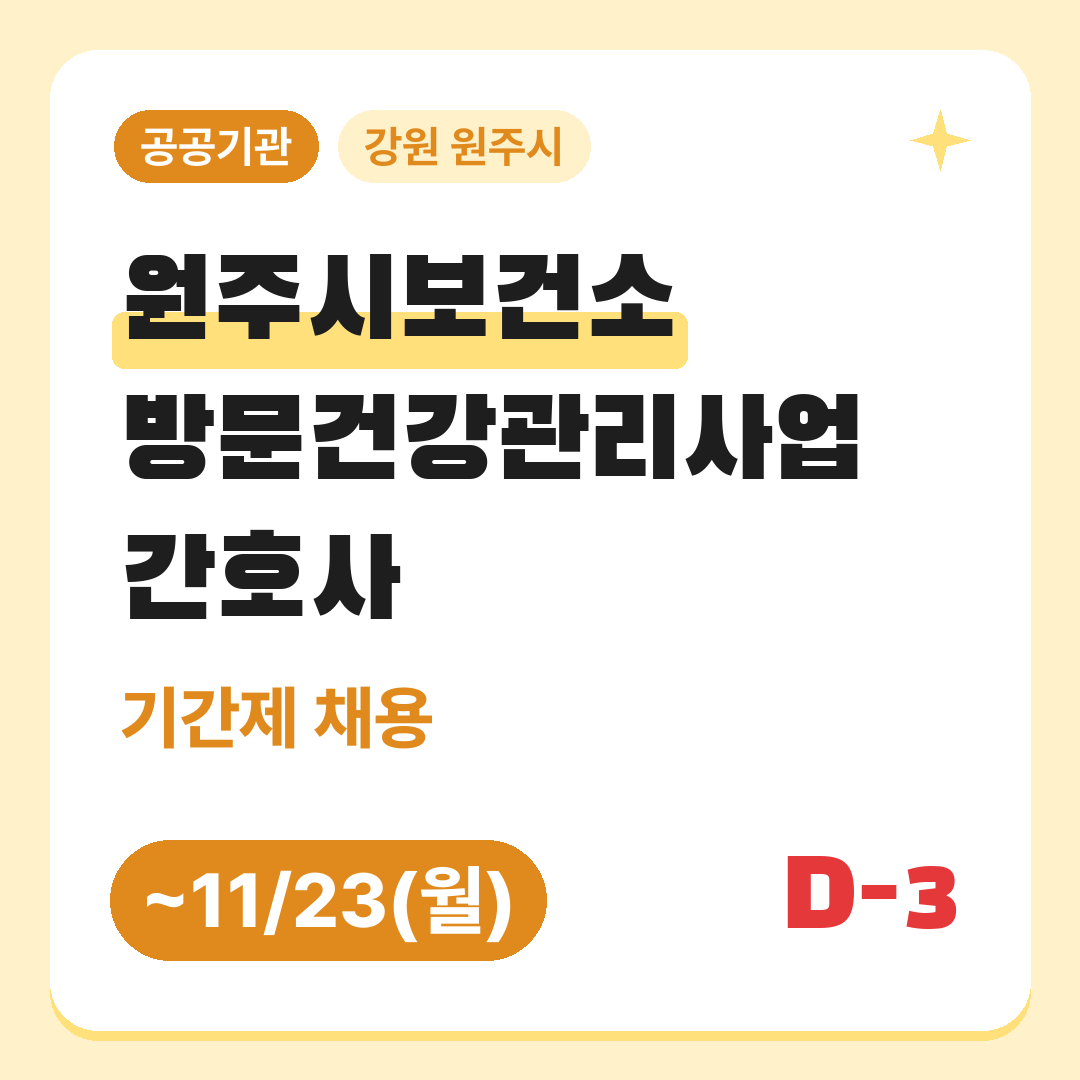 공공기관 강원 원주시
원주시보건소
방문건강관리사업
간호사
기간제 채용
~11/23(월) D-3